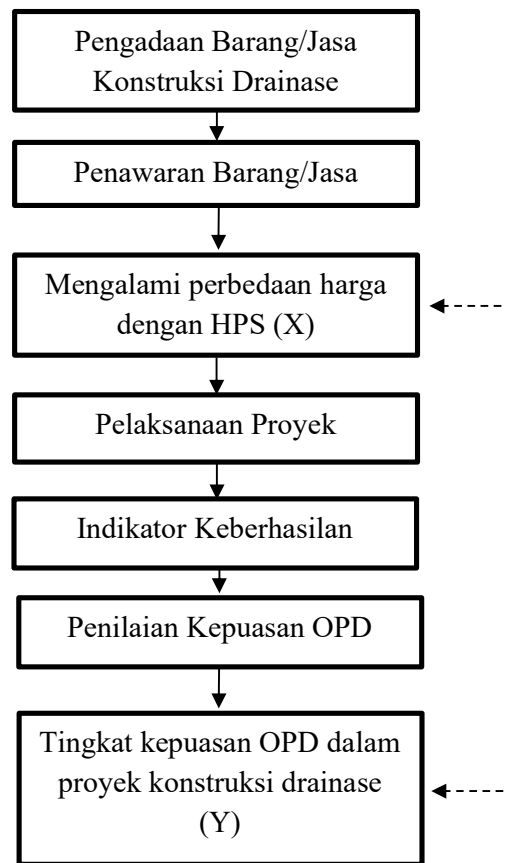 Pengadaan Barang/Jasa
Konstruksi Drainase
Penawaran Barang/Jasa
Mengalami perbedaan harga
dengan HPS (X)
Pelaksanaan Proyek
Indikator Keberhasilan
Penilaian Kepuasan OPD
Tingkat kepuasan OPD dalam
proyek konstruksi drainase
(Y)